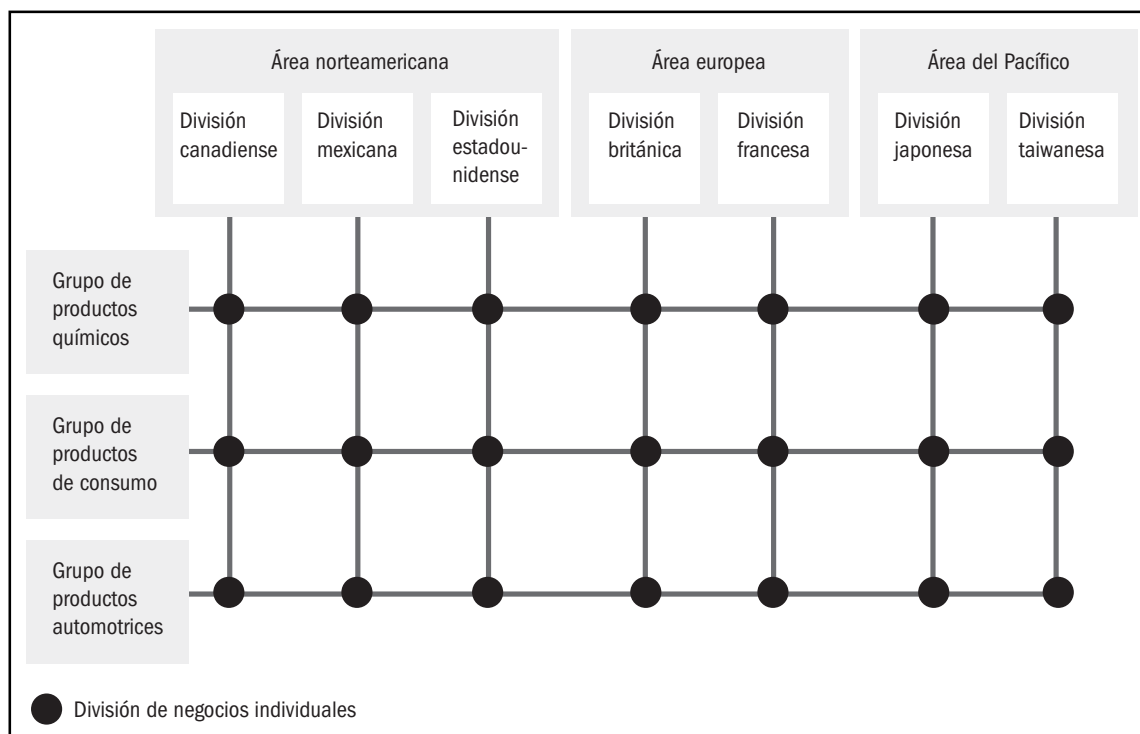 Área norteamericana
Área europea
Área del Pacífico
División
canadiense
División
mexicana
División
estadou-
nidense
División
británica
División
francesa
División
japonesa
División
taiwanesa
Grupo de
productos
químicos
Grupo de
productos
de consumo
Grupo de
productos
automotrices
División de negocios individuales